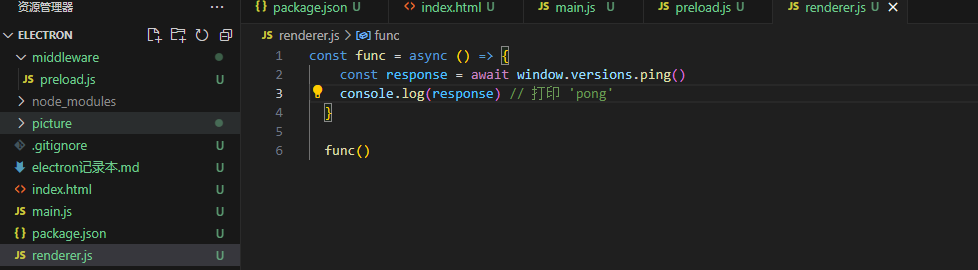 资源管理器 ···
ELECTRON
middleware
JS preload.js U
node_modules
picture
.gitignore U
electron记录本.md U
<> index.html U
JS main.js U
{} package.json U
JS renderer.js U
{} package.json U
<> index.html U
JS main.js U
JS preload.js U
JS renderer.js U ×
JS renderer.js > func
1 const func = async () => {
2 const response = await window.versions.ping()
3 console.log(response) // 打印 'pong'
4 }
5
6 func()